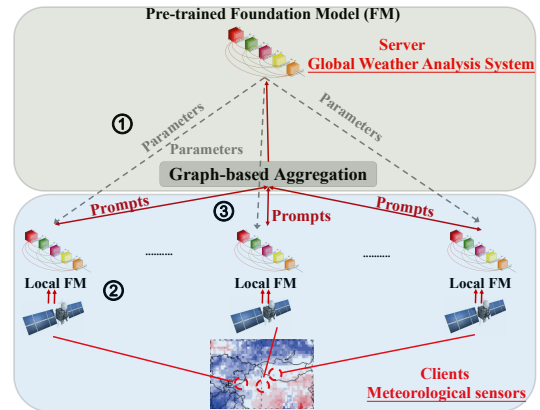 Pre-trained Foundation Model (FM)
Server
Global Weather Analysis System
①
Parameters
Parameters
Parameters
Graph-based Aggregation
Prompts
③
Prompts
Prompts
..........
..........
Local FM
②
Local FM
Local FM
Clients
Meteorological sensors